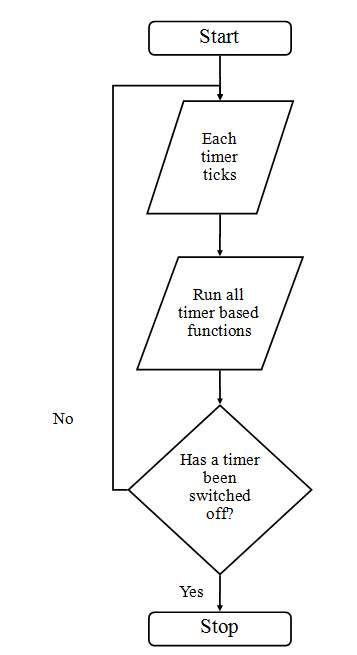 Start
Each
timer
ticks
Run all
timer based
functions
No
Has a timer
been
switched
off?
Yes
Stop